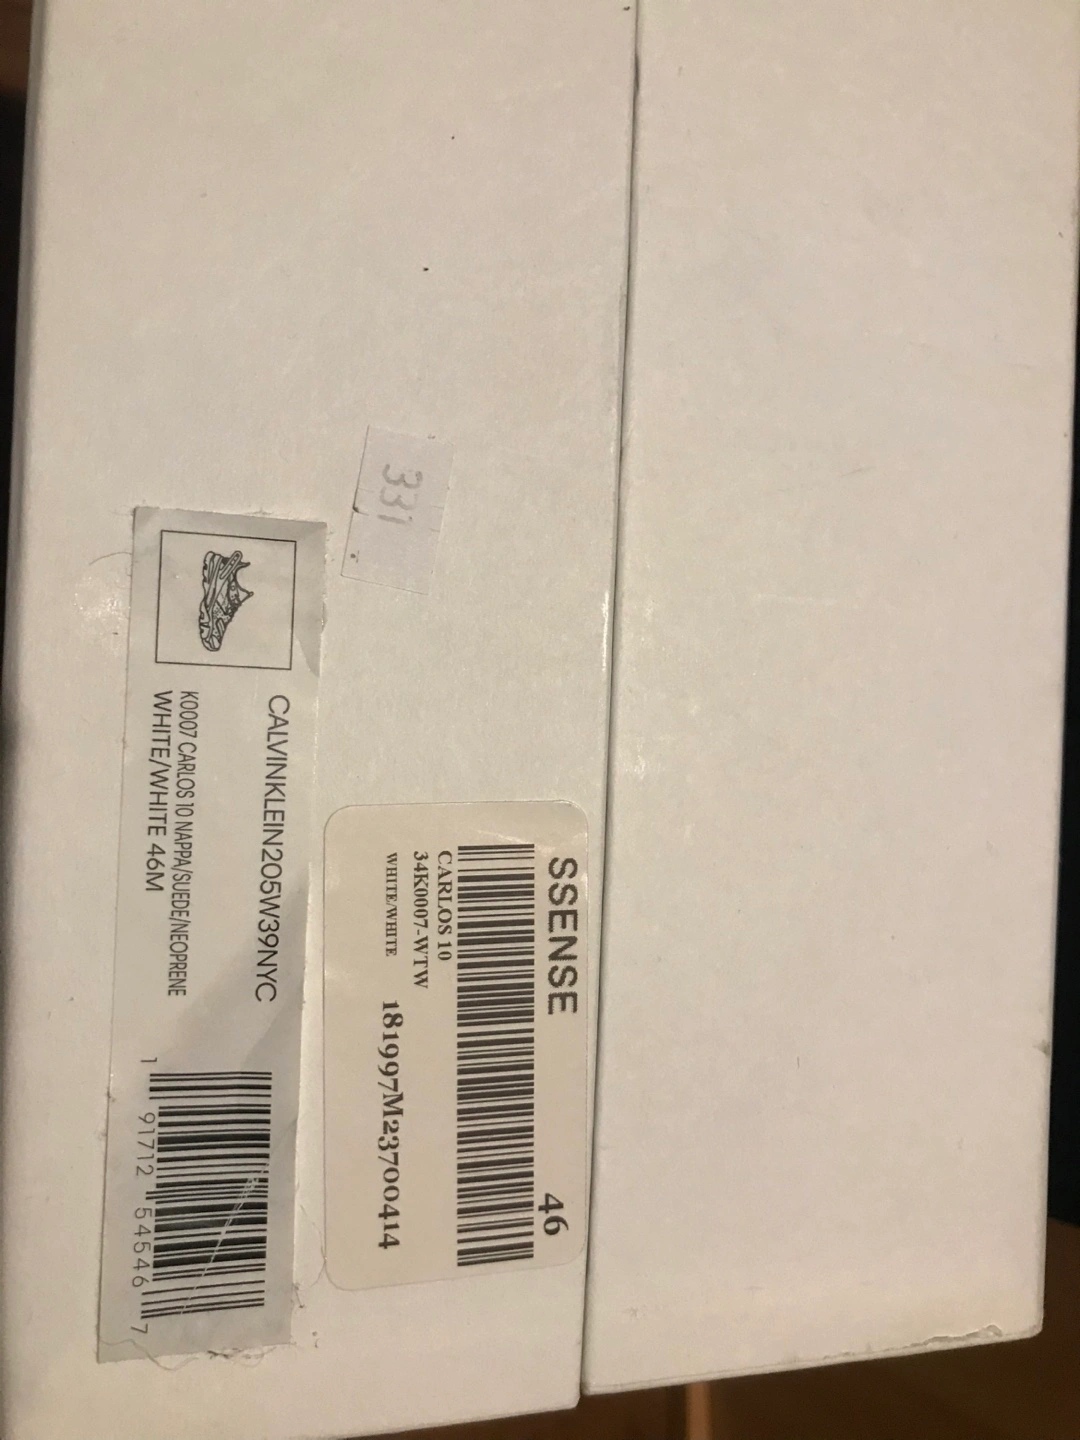 331
SSENSE 46
CARLOS 10
34K0007-WTW
WHITE/WHITE 181997M23700414
CALVINKLEIN205W39NYC
K0007 CARLOS 10 NAPPA/SUEDE/NEOPRENE
WHITE/WHITE 46M
1 91712 54546 7